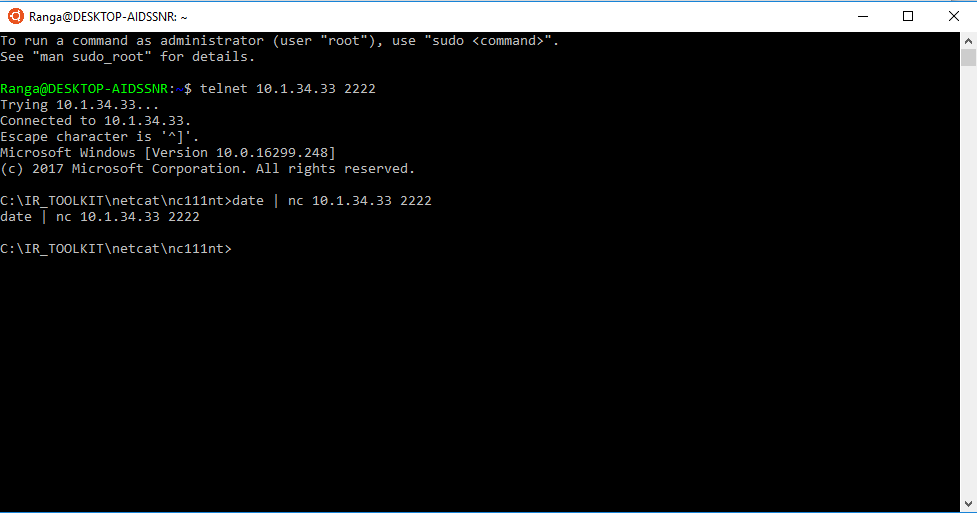 Ranga@DESKTOP-AIDSSNR: ~
To run a command as administrator (user "root"), use "sudo <command>".
See "man sudo_root" for details.
Ranga@DESKTOP-AIDSSNR:~$ telnet 10.1.34.33 2222
Trying 10.1.34.33...
Connected to 10.1.34.33.
Escape character is '^]'.
Microsoft Windows [Version 10.0.16299.248]
(c) 2017 Microsoft Corporation. All rights reserved.
C:\IR_TOOLKIT\netcat\nc111nt>date | nc 10.1.34.33 2222
date | nc 10.1.34.33 2222
C:\IR_TOOLKIT\netcat\nc111nt>